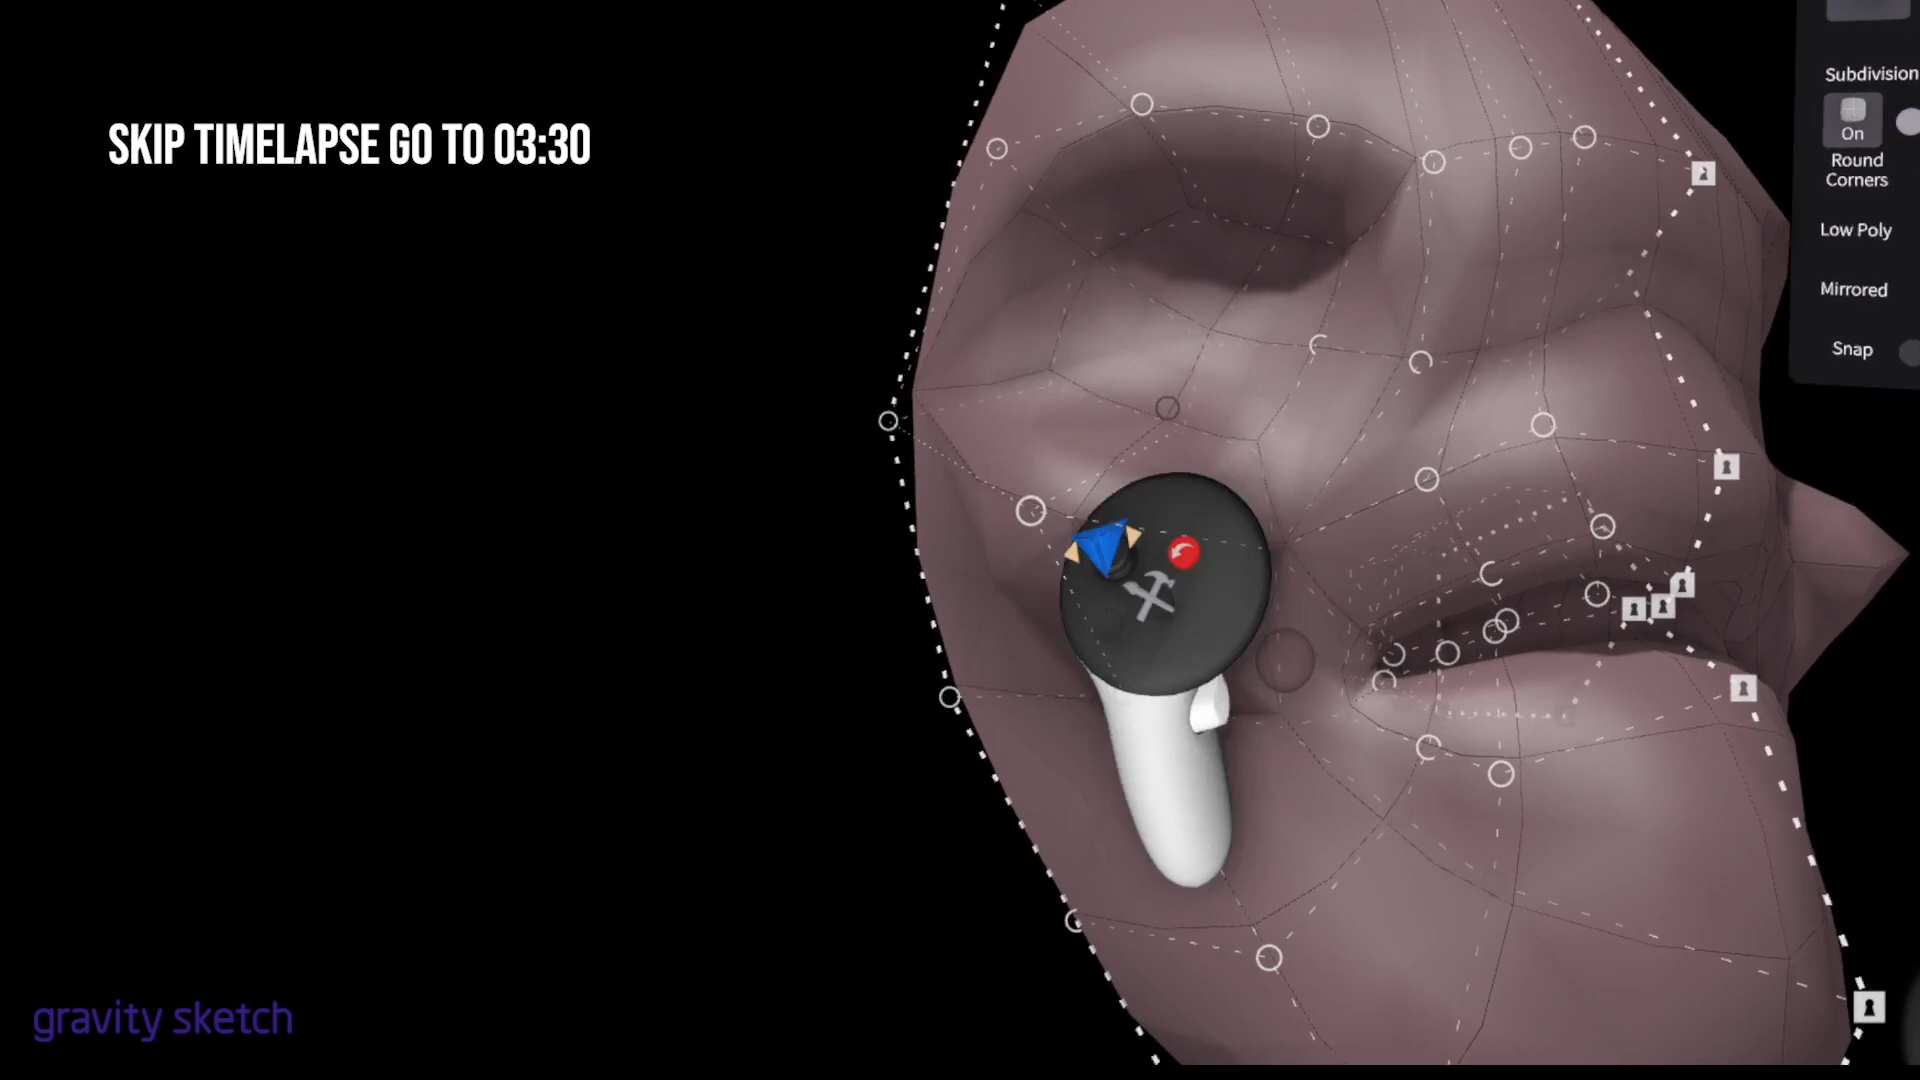 SKIP TIMELAPSE GO TO 03:30
Subdivision
On
Round
Corners
Low Poly
Mirrored
Snap
gravity sketch